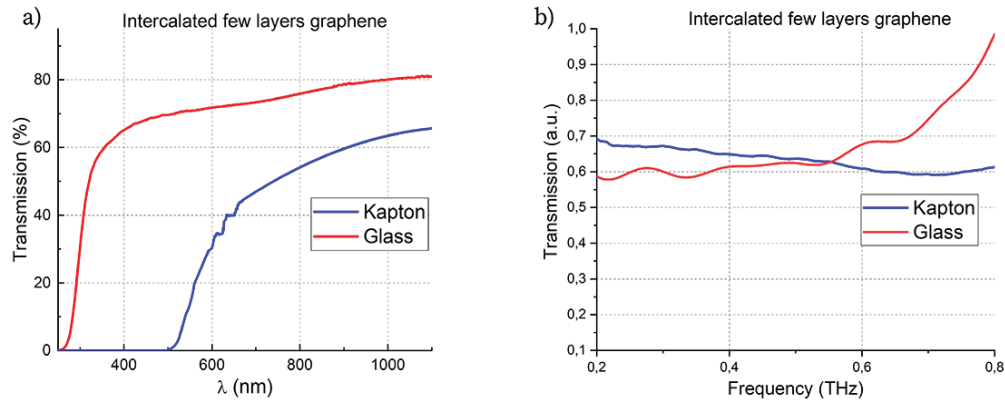 a)
Intercalated few layers graphene
Transmission (%)
80
60
40
20
0
400
600
800
1000
λ (nm)
Kapton
Glass
b)
Intercalated few layers graphene
Transmission (a.u.)
1,0
0,9
0,8
0,7
0,6
0,5
0,4
0,3
0,2
0,1
0,2
0,4
0,6
0,8
Frequency (THz)
Kapton
Glass